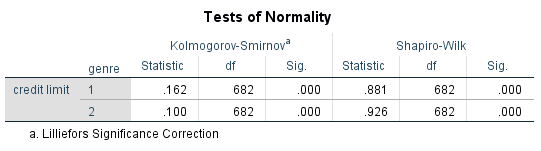 Tests of Normality
Kolmogorov-Smirnovᵃ Shapiro-Wilk
genre Statistic df Sig. Statistic df Sig.
credit limit 1 .162 682 .000 .881 682 .000
2 .100 682 .000 .926 682 .000
a. Lilliefors Significance Correction